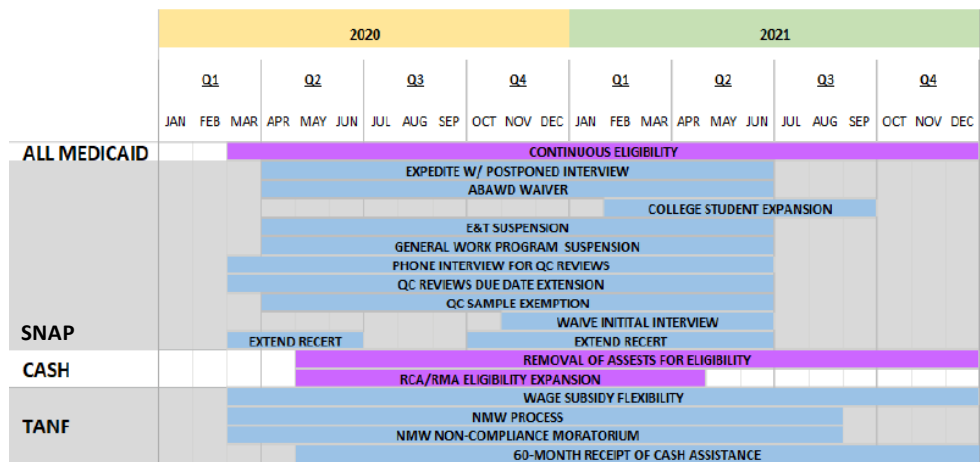 2020 2021
Q1 Q2 Q3 Q4 Q1 Q2 Q3 Q4
JAN FEB MAR APR MAY JUN JUL AUG SEP OCT NOV DEC JAN FEB MAR APR MAY JUN JUL AUG SEP OCT NOV DEC
ALL MEDICAID CONTINUOUS ELIGIBILITY
EXPEDITE W/ POSTPONED INTERVIEW
ABAWD WAIVER
COLLEGE STUDENT EXPANSION
E&T SUSPENSION
GENERAL WORK PROGRAM SUSPENSION
PHONE INTERVIEW FOR QC REVIEWS
QC REVIEWS DUE DATE EXTENSION
QC SAMPLE EXEMPTION
WAIVE INITITAL INTERVIEW
SNAP EXTEND RECERT EXTEND RECERT
CASH REMOVAL OF ASSESTS FOR ELIGIBILITY
RCA/RMA ELIGIBILITY EXPANSION
TANF WAGE SUBSIDY FLEXIBILITY
NMW PROCESS
NMW NON-COMPLIANCE MORATORIUM
60-MONTH RECEIPT OF CASH ASSISTANCE